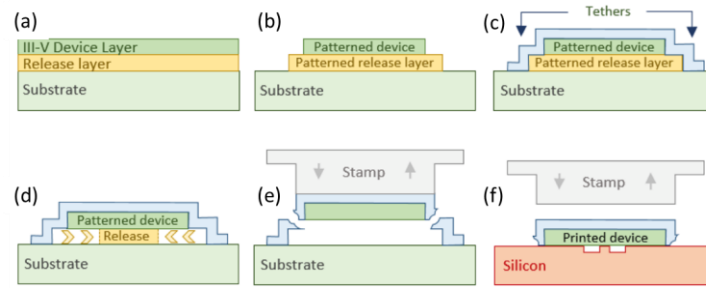 (a)
III-V Device Layer
Release layer
Substrate
(b)
Patterned device
Patterned release layer
Substrate
(c)
Tethers
Patterned device
Patterned release layer
Substrate
(d)
Patterned device
Release
Substrate
(e)
Stamp
Substrate
(f)
Stamp
Printed device
Silicon